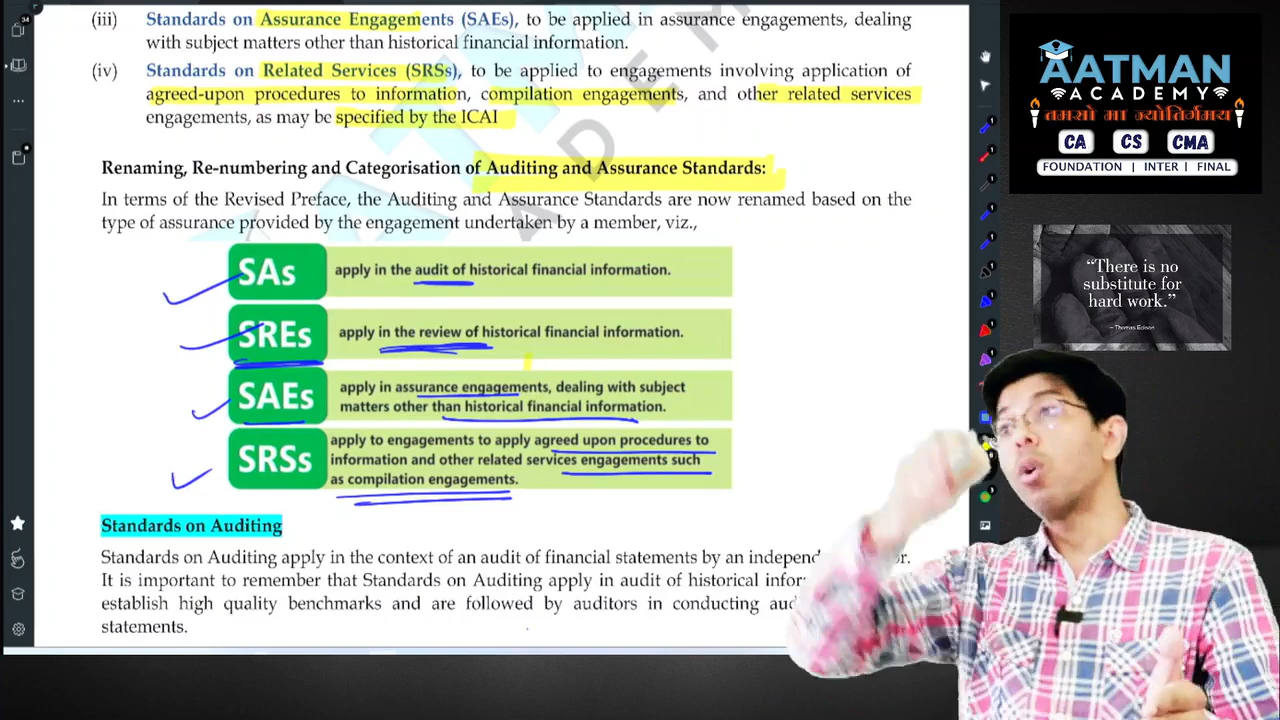 (iii) Standards on Assurance Engagements (SAEs), to be applied in assurance engagements, dealing
with subject matters other than historical financial information.
(iv) Standards on Related Services (SRSs), to be applied to engagements involving application of
agreed-upon procedures to information, compilation engagements, and other related services
engagements, as may be specified by the ICAI
Renaming, Re-numbering and Categorisation of Auditing and Assurance Standards:
In terms of the Revised Preface, the Auditing and Assurance Standards are now renamed based on the
type of assurance provided by the engagement undertaken by a member, viz.,
SAs apply in the audit of historical financial information.
SREs apply in the review of historical financial information.
SAEs apply in assurance engagements, dealing with subject
matters other than historical financial information.
SRSs apply to engagements to apply agreed upon procedures to
information and other related services engagements such
as compilation engagements.
Standards on Auditing
Standards on Auditing apply in the context of an audit of financial statements by an
It is important to remember that Standards on Auditing apply in audit of historical
establish high quality benchmarks and are followed by auditors in conducting
statements.
AATMAN
ACADEMY
तमसो मा ज्योतिर्गमय
CA CS CMA
FOUNDATION | INTER | FINAL
“There is no
substitute for
hard work.”
– Thomas Edison
ACADEM